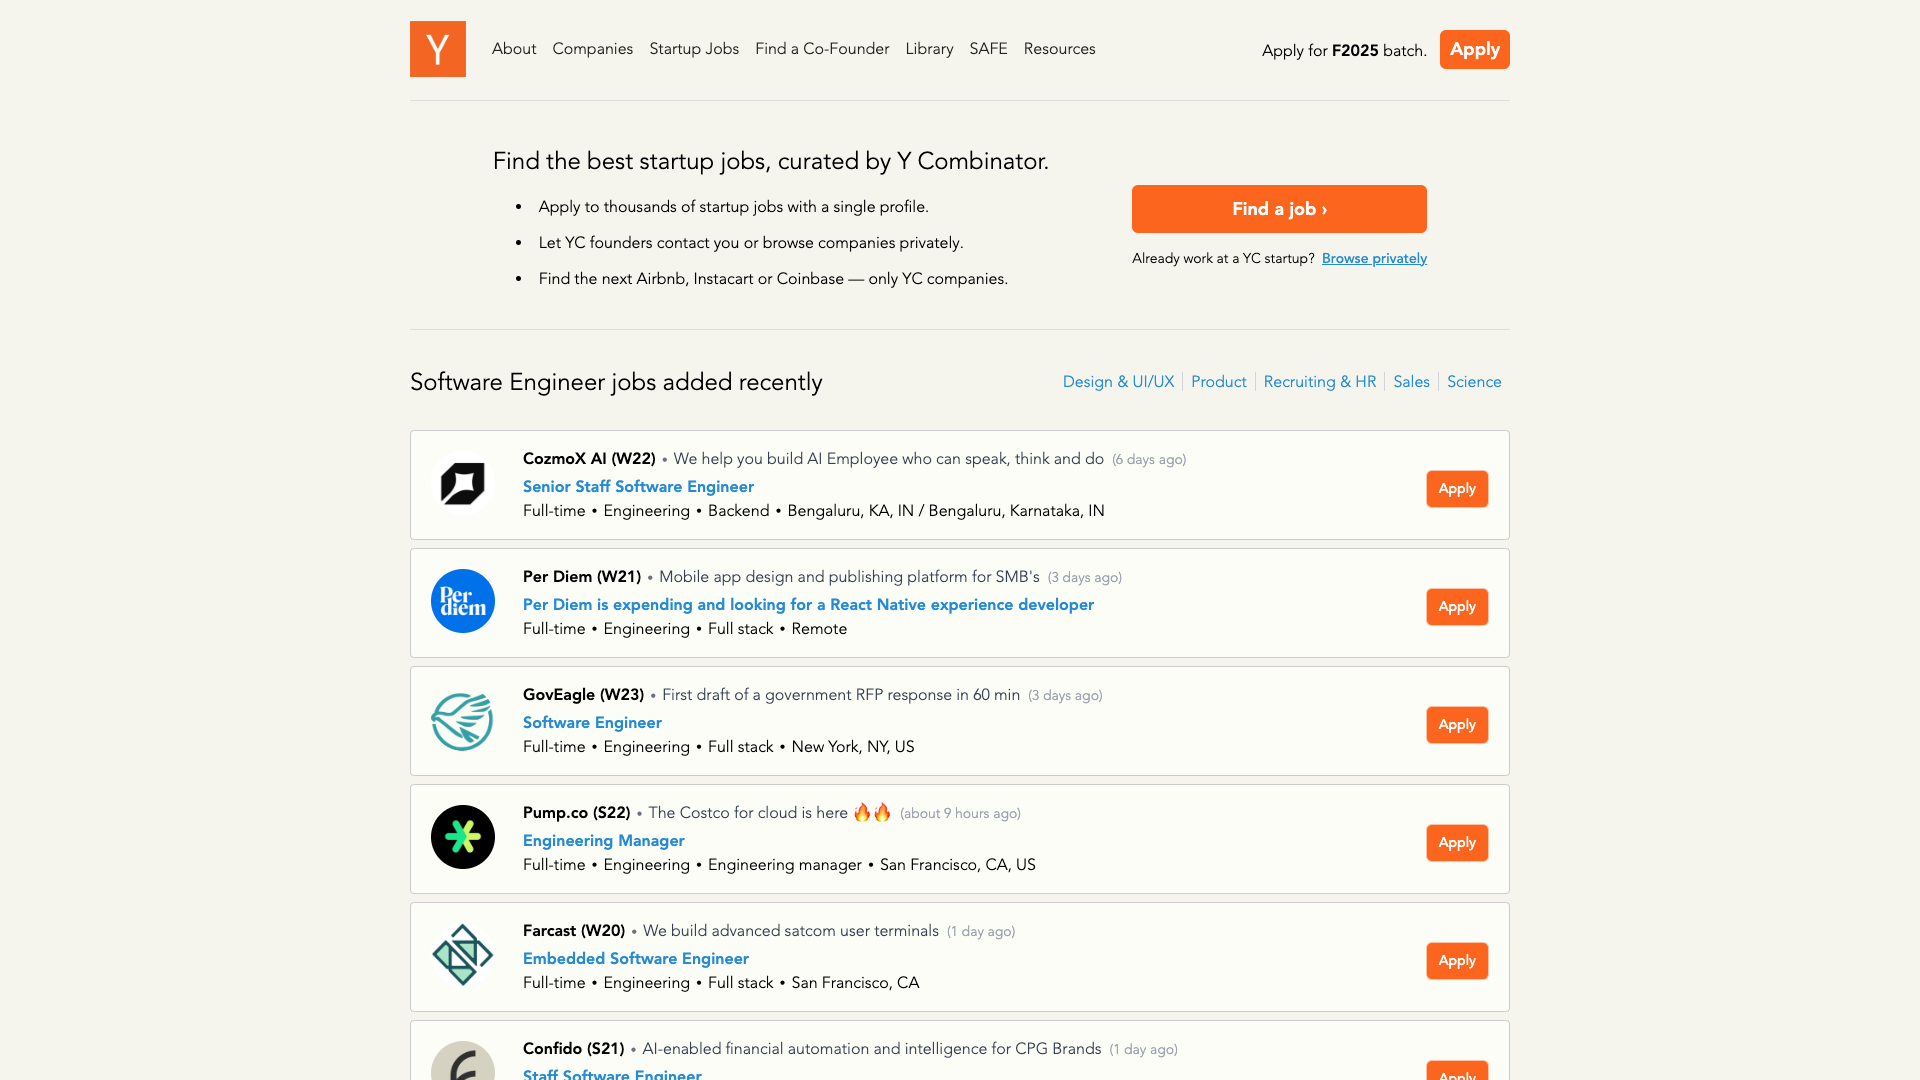 Y
About Companies Startup Jobs Find a Co-Founder Library SAFE Resources
Apply for F2025 batch. Apply
Find the best startup jobs, curated by Y Combinator.
• Apply to thousands of startup jobs with a single profile.
• Let YC founders contact you or browse companies privately.
• Find the next Airbnb, Instacart or Coinbase — only YC companies.
Find a job ›
Already work at a YC startup? Browse privately
Software Engineer jobs added recently
Design & UI/UX Product Recruiting & HR Sales Science
CozmoX AI (W22) • We help you build AI Employee who can speak, think and do (6 days ago)
Senior Staff Software Engineer
Full-time • Engineering • Backend • Bengaluru, KA, IN / Bengaluru, Karnataka, IN
Apply
Per diem
Per Diem (W21) • Mobile app design and publishing platform for SMB's (3 days ago)
Per Diem is expending and looking for a React Native experience developer
Full-time • Engineering • Full stack • Remote
Apply
GovEagle (W23) • First draft of a government RFP response in 60 min (3 days ago)
Software Engineer
Full-time • Engineering • Full stack • New York, NY, US
Apply
Pump.co (S22) • The Costco for cloud is here 🔥🔥 (about 9 hours ago)
Engineering Manager
Full-time • Engineering • Engineering manager • San Francisco, CA, US
Apply
Farcast (W20) • We build advanced satcom user terminals (1 day ago)
Embedded Software Engineer
Full-time • Engineering • Full stack • San Francisco, CA
Apply
Confido (S21) • AI-enabled financial automation and intelligence for CPG Brands (1 day ago)
Staff Software Engineer
Apply